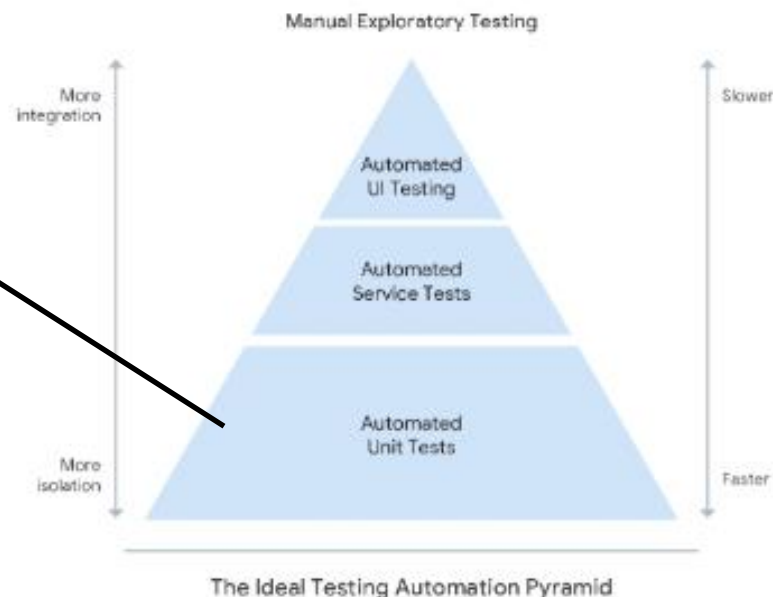 Manual Exploratory Testing
More
integration
Slower
Automated
UI Testing
Automated
Service Tests
Automated
Unit Tests
More
isolation
Faster
The Ideal Testing Automation Pyramid